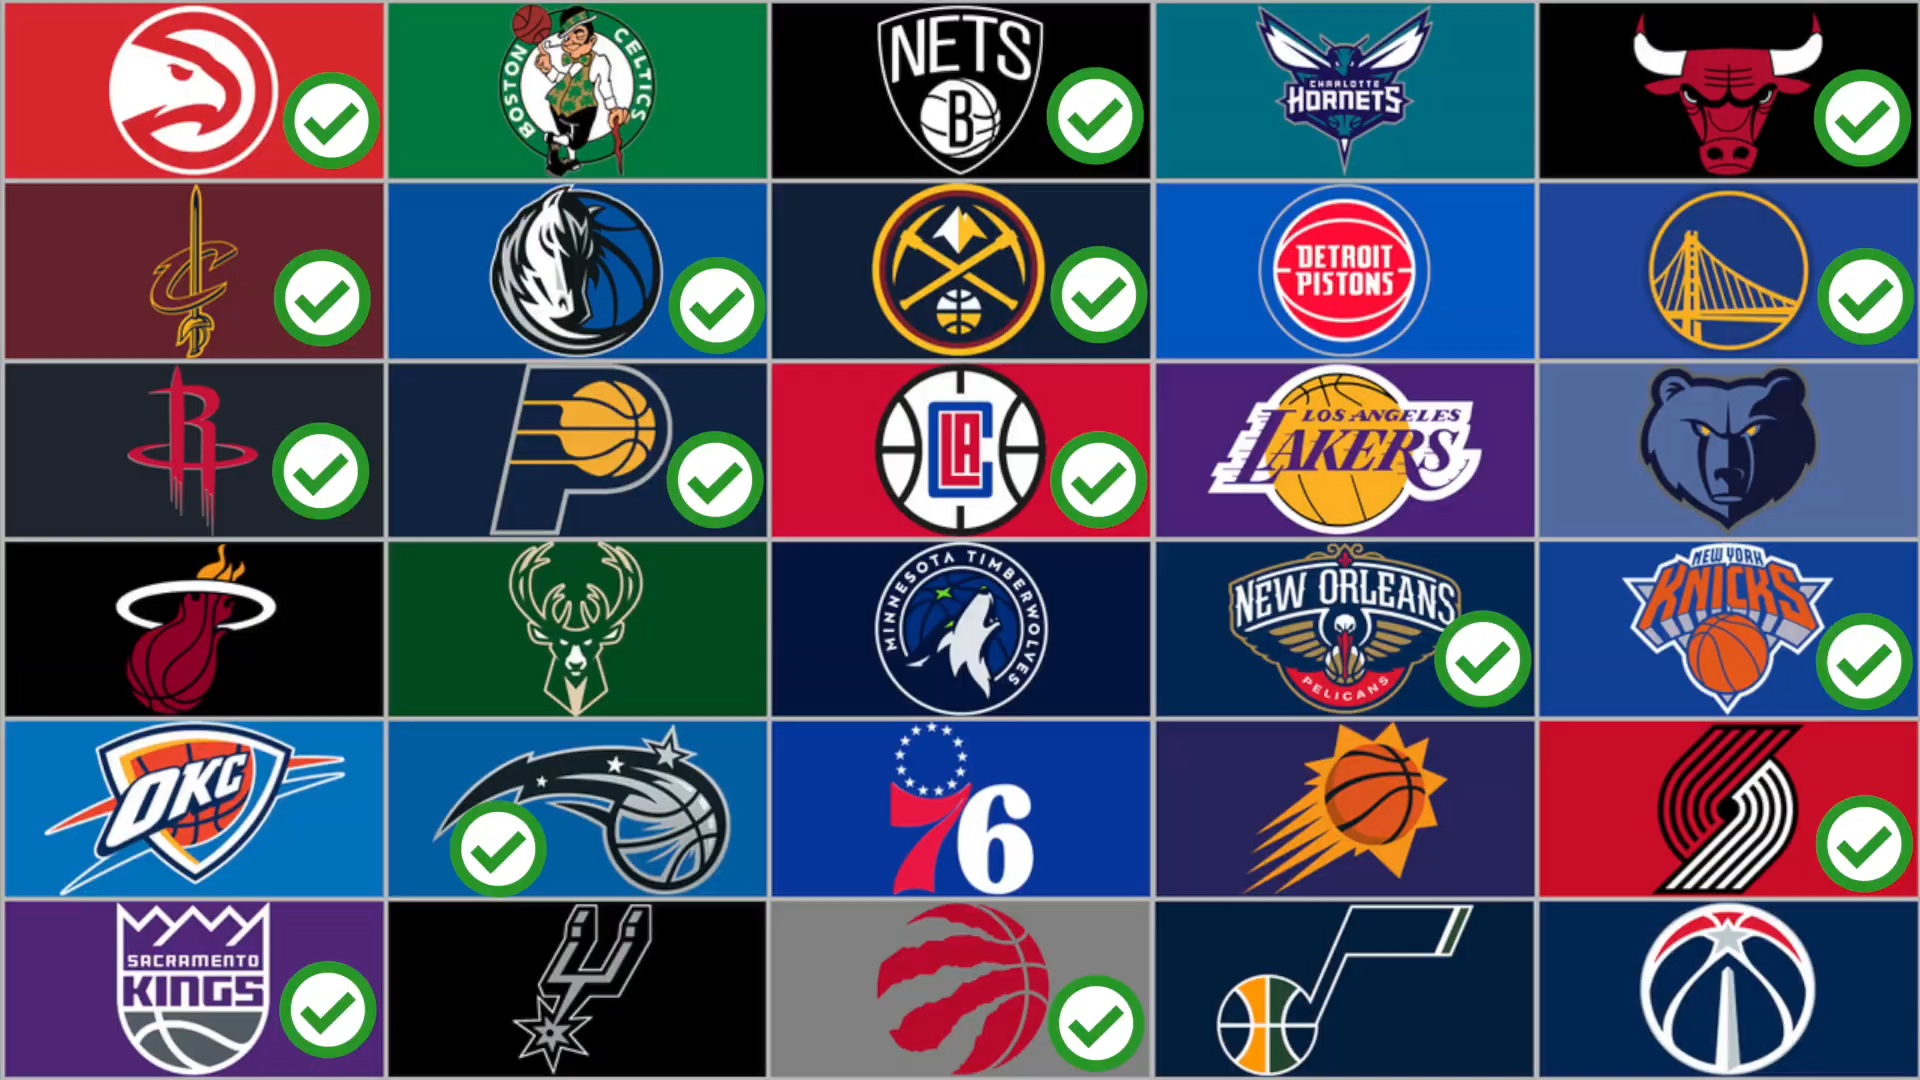 BOSTON
CELTICS
NETS
B
CHARLOTTE
HORNETS
C
DETROIT
PISTONS
R
P
LA
C
LOS ANGELES
LAKERS
MINNESOTA TIMBERWOLVES
NEW ORLEANS
PELICANS
NEW YORK
KNICKS
OKC
76
SACRAMENTO
KINGS
U